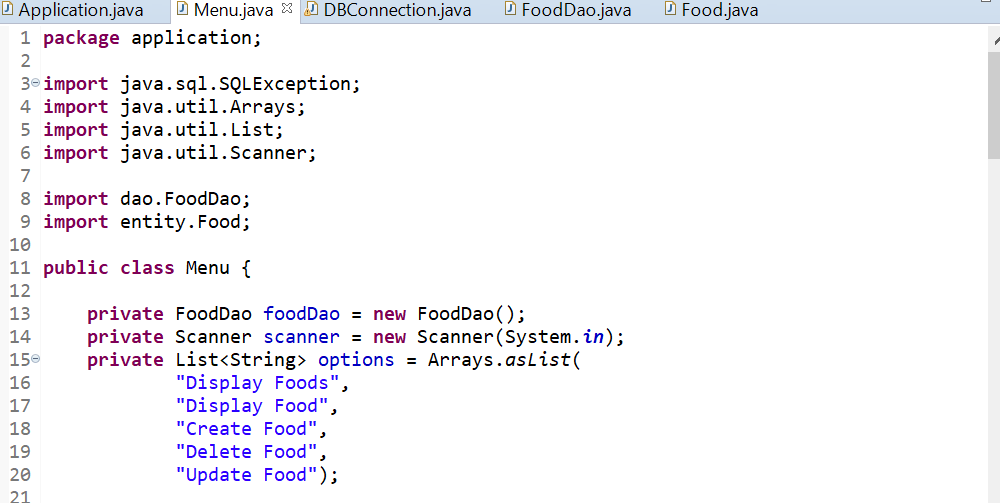 Application.java Menu.java DBConnection.java FoodDao.java Food.java
1 package application;
2
3 import java.sql.SQLException;
4 import java.util.Arrays;
5 import java.util.List;
6 import java.util.Scanner;
7
8 import dao.FoodDao;
9 import entity.Food;
10
11 public class Menu {
12
13 private FoodDao foodDao = new FoodDao();
14 private Scanner scanner = new Scanner(System.in);
15 private List<String> options = Arrays.asList(
16 "Display Foods",
17 "Display Food",
18 "Create Food",
19 "Delete Food",
20 "Update Food");
21